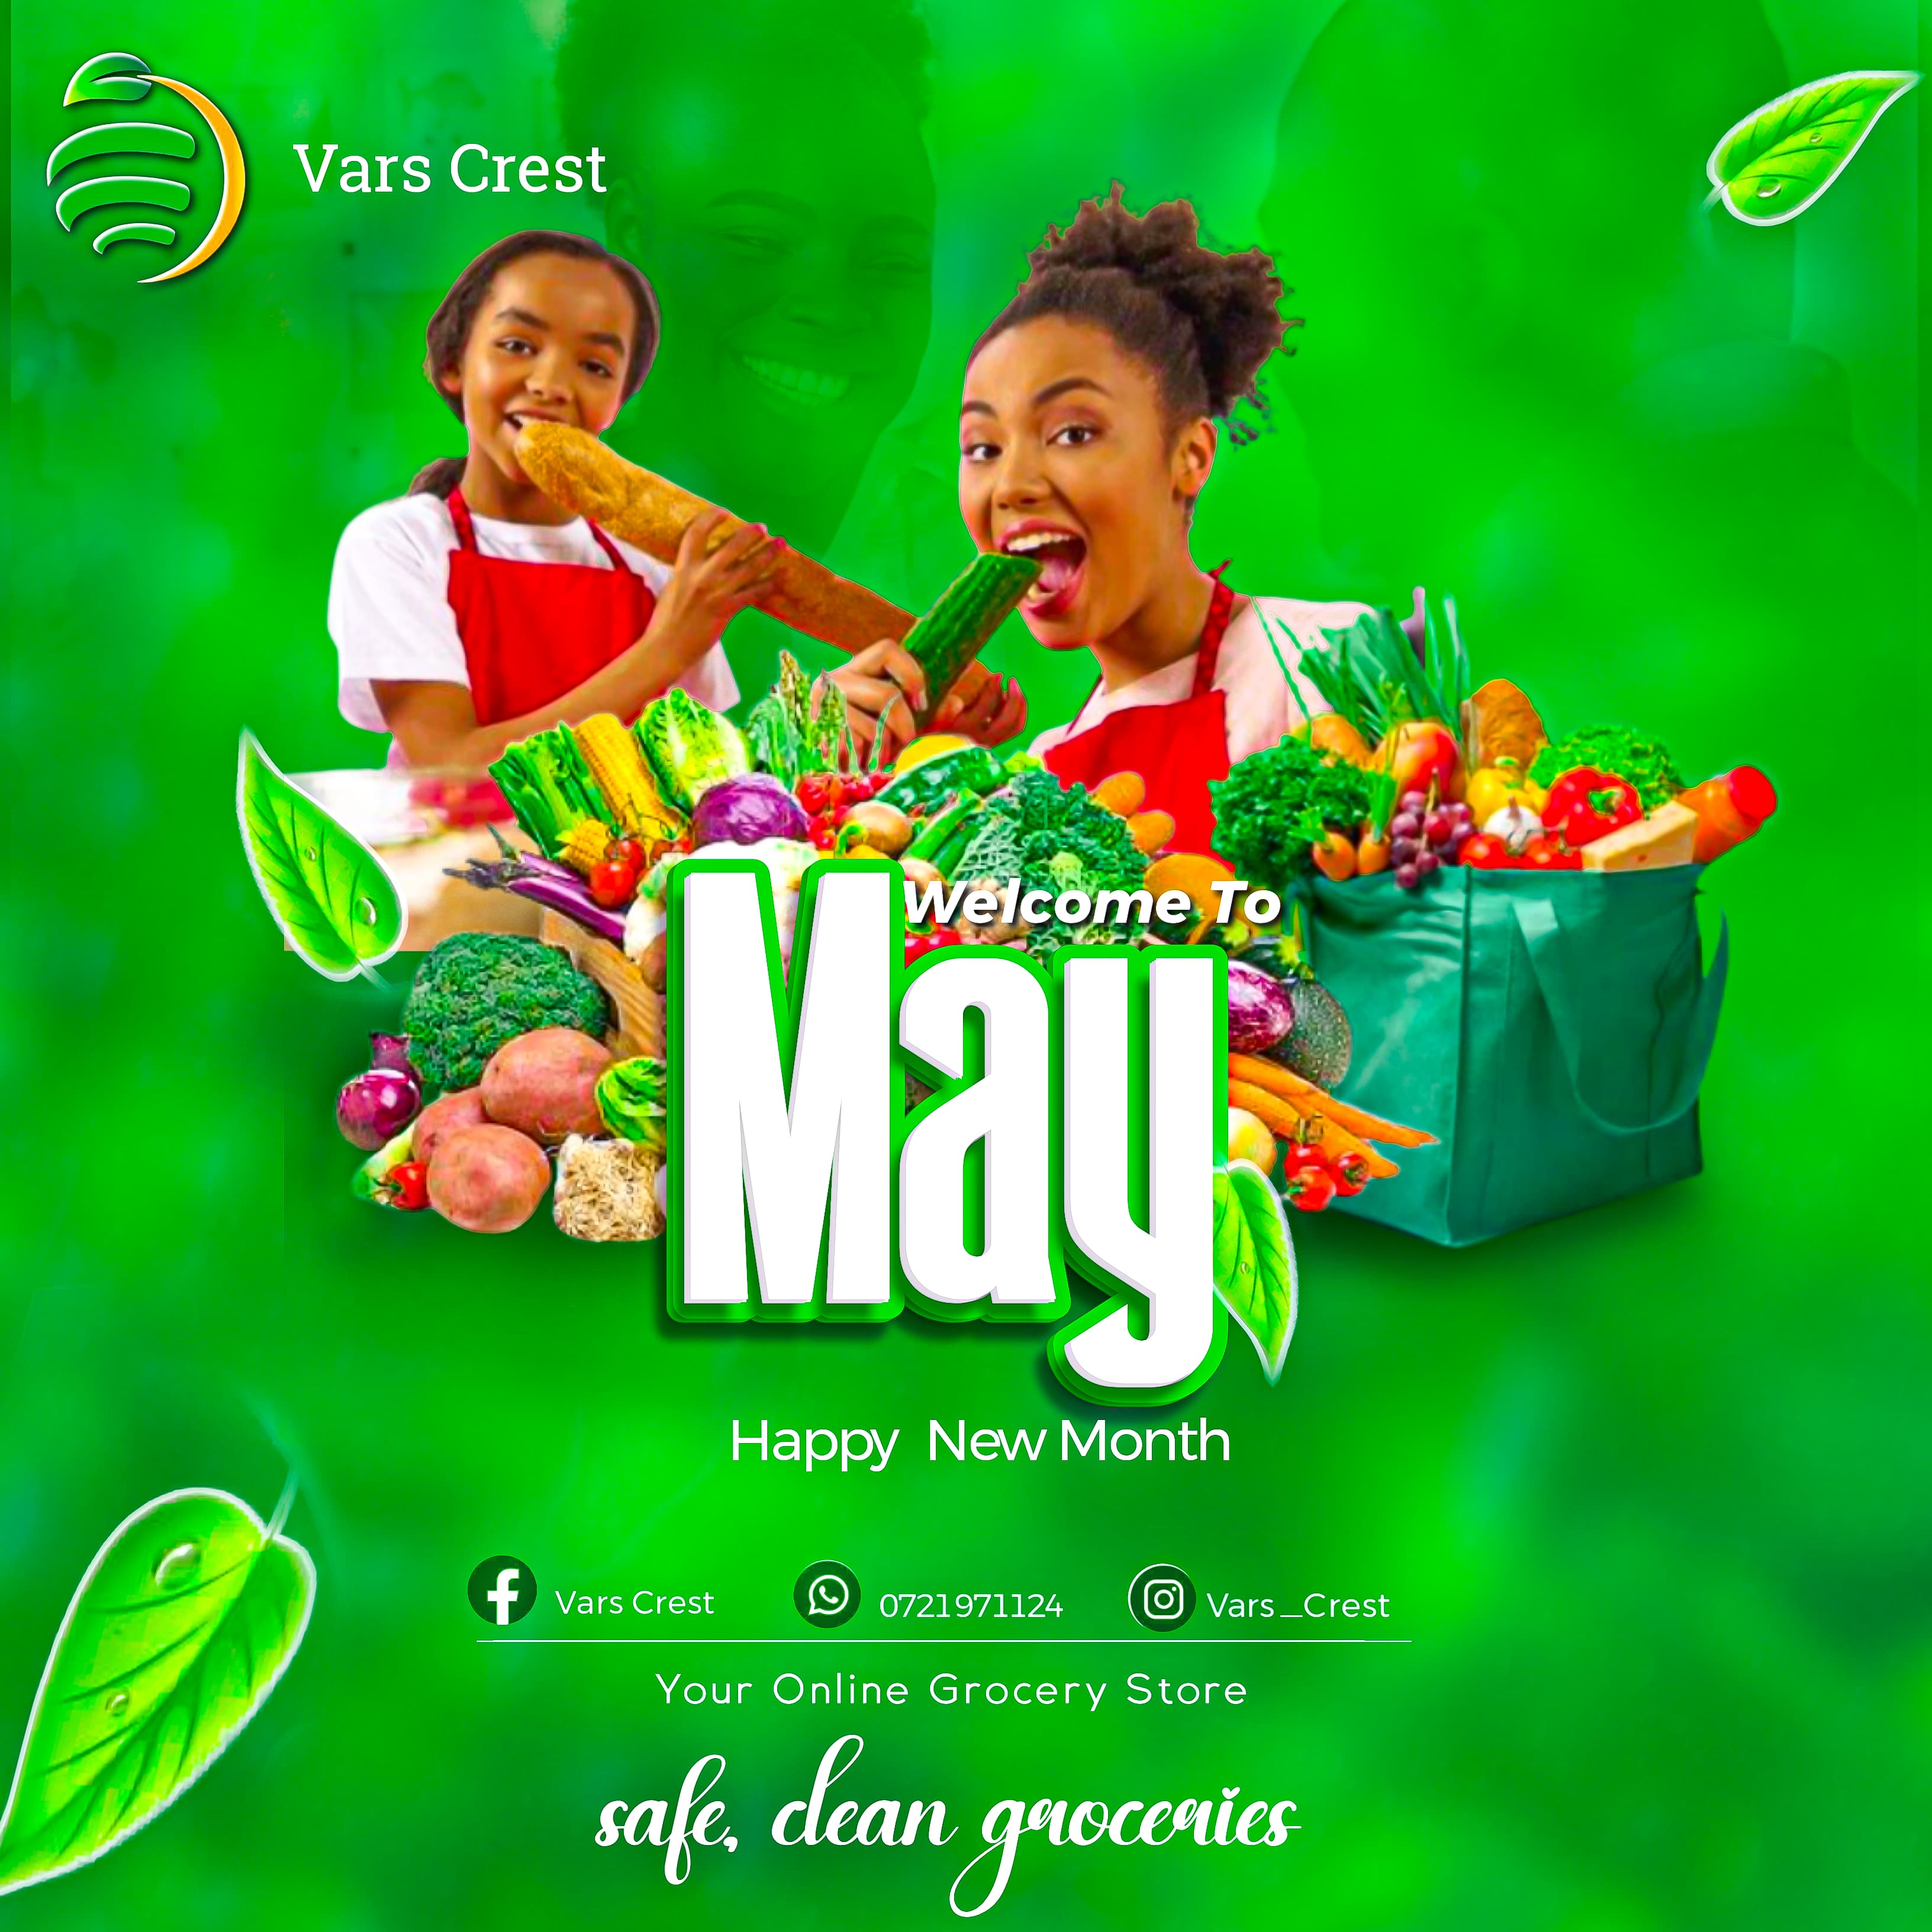 Vars Crest
Welcome To
May
Happy New Month
Vars Crest
0721971124
Vars_Crest
Your Online Grocery Store
safe, clean groceries